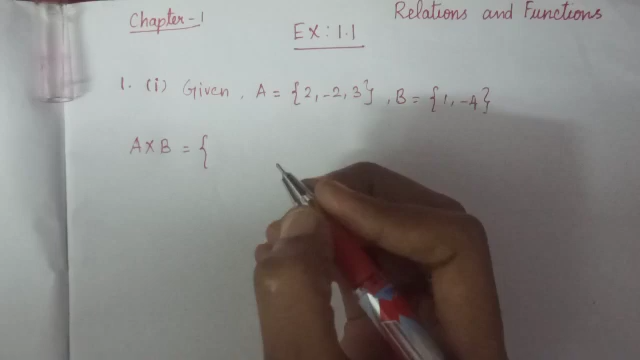 Chapter-1 Relations and Functions
EX: 1.1
1. (i) Given, A = {2, -2, 3}, B = {1, -4}
A×B = {